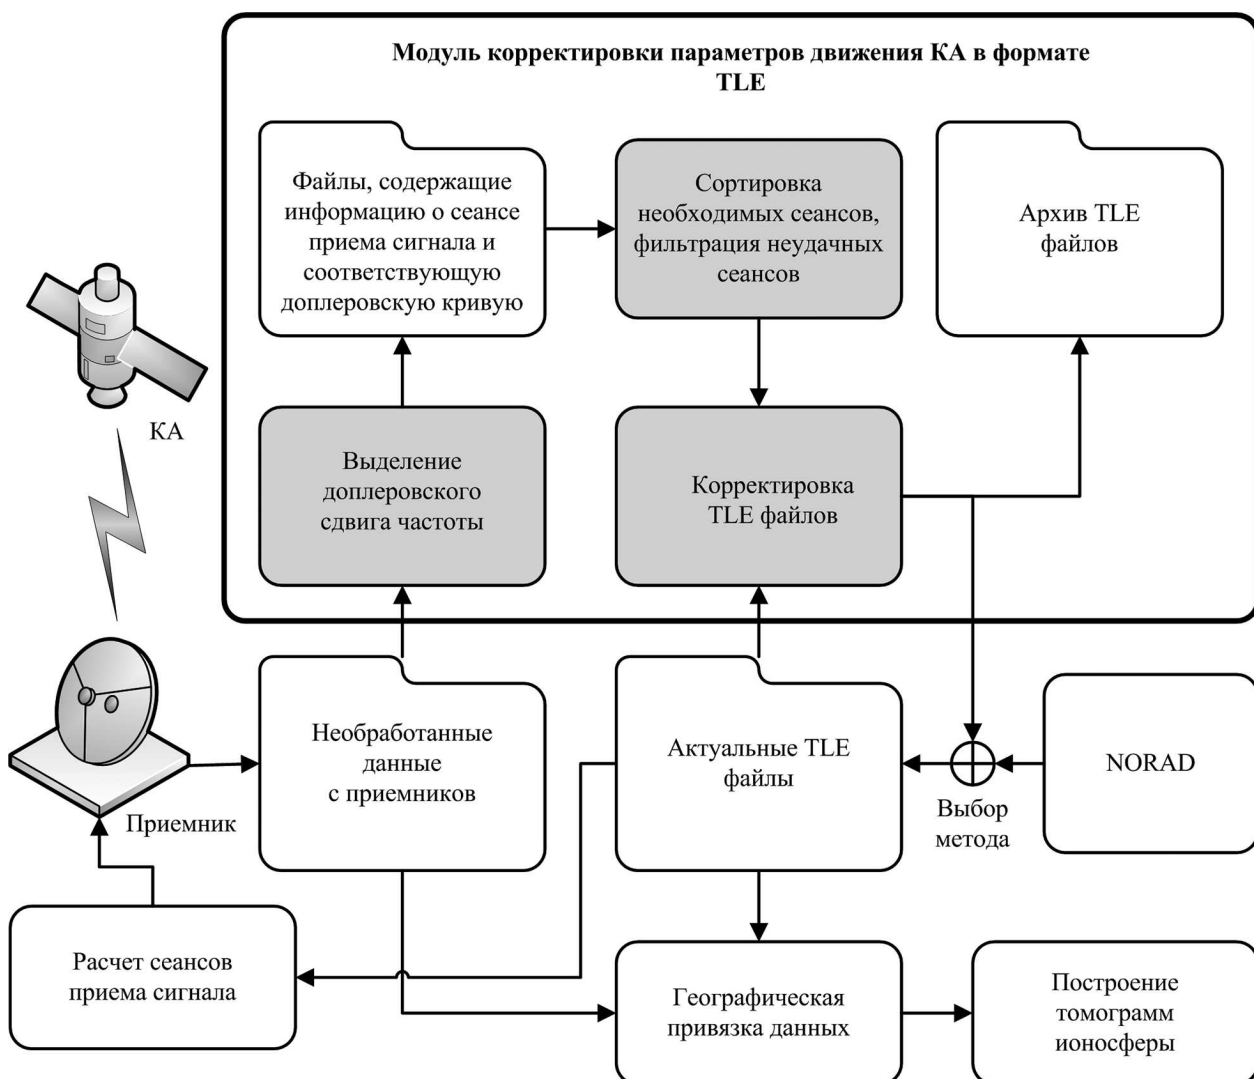 Модуль корректировки параметров движения КА в формате
TLE
Файлы, содержащие
информацию о сеансе
приема сигнала и
соответствующую
доплеровскую кривую
Сортировка
необходимых сеансов,
фильтрация неудачных
сеансов
Архив TLE
файлов
КА
Выделение
доплеровского
сдвига частоты
Корректировка
TLE файлов
Приемник
Необработанные
данные
с приемников
Актуальные TLE
файлы
Выбор
метода
NORAD
Расчет сеансов
приема сигнала
Географическая
привязка данных
Построение
томограмм
ионосферы